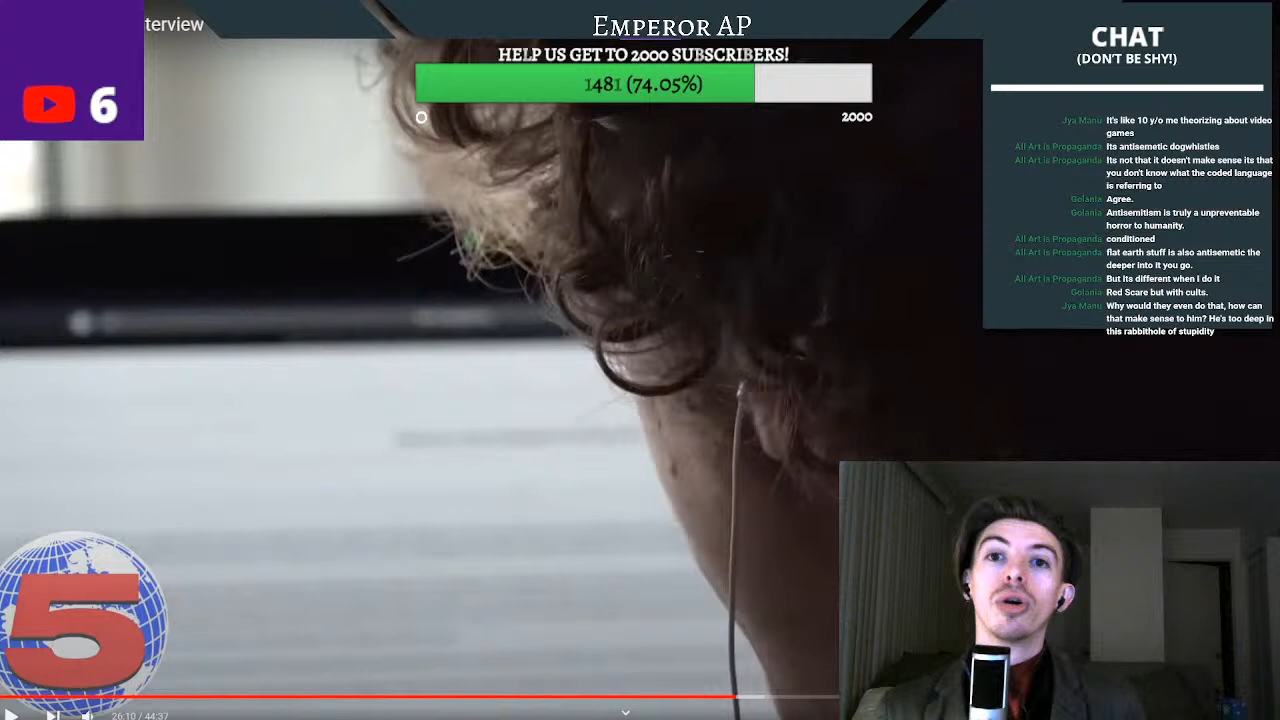 terview
Emperor AP
HELP US GET TO 2000 SUBSCRIBERS!
1481 (74.05%)
0
2000
6
CHAT
(DON'T BE SHY!)
Jya Manu It's like 10 y/o me theorizing about video
games
All Art is Propaganda Its antisemetic dogwhistles
All Art is Propaganda Its not that it doesn't make sense its that
you don't know what the coded language
is referring to
Golania Agree.
Golania Antisemitism is truly a unpreventable
horror to humanity.
All Art is Propaganda conditioned
All Art is Propaganda flat earth stuff is also antisemetic the
deeper into it you go.
All Art is Propaganda But its different when I do it
Golania Red Scare but with cults.
Jya Manu Why would they even do that, how can
that make sense to him? He's too deep in
this rabbithole of stupidity
5
26:10 / 44:37